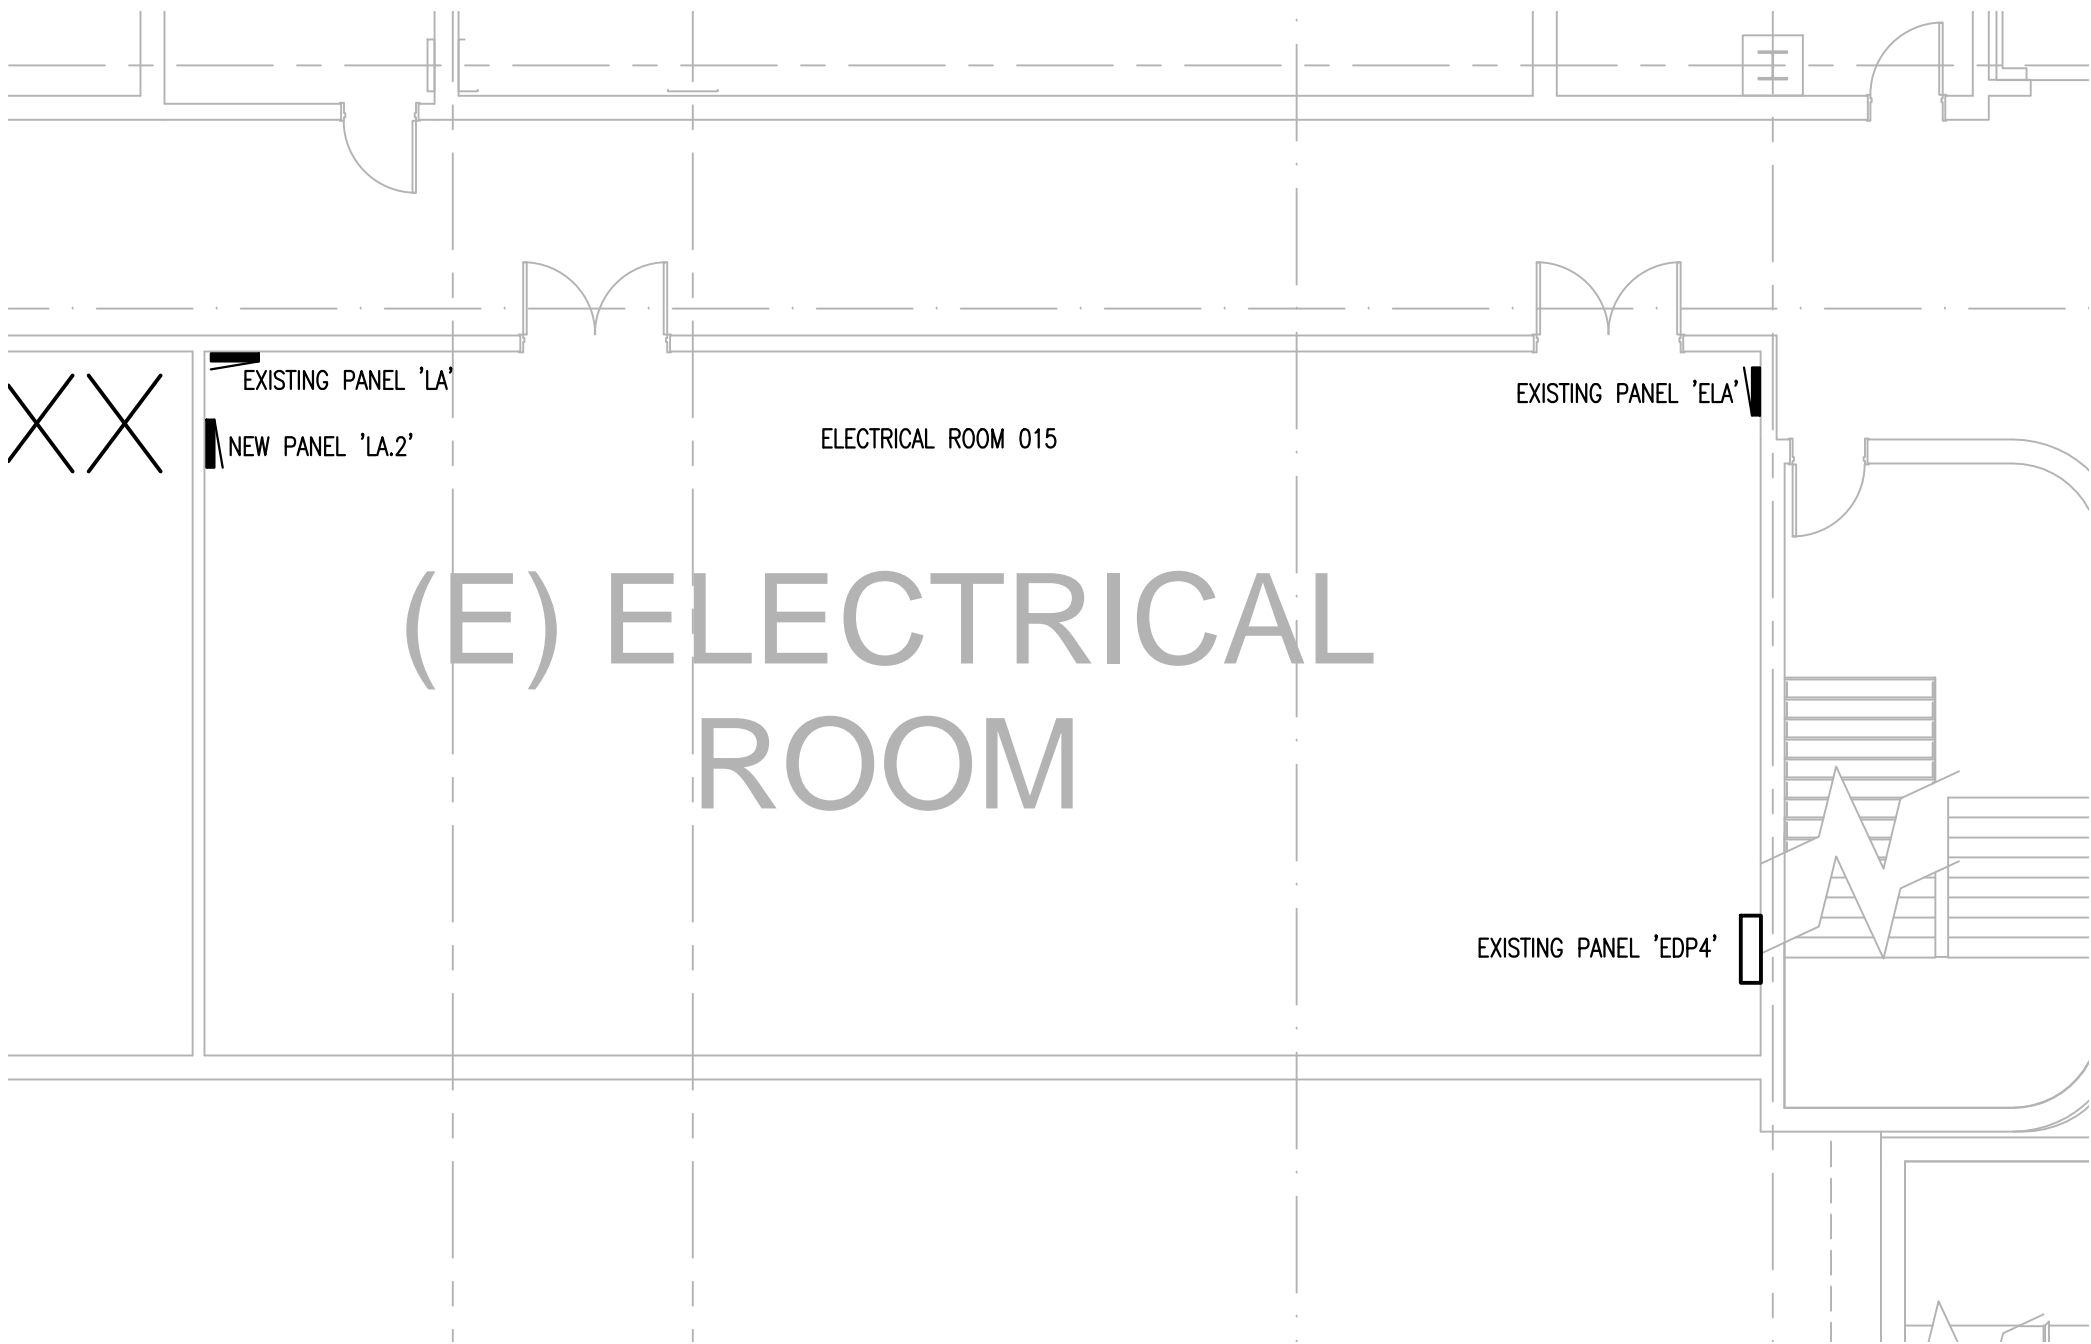 EXISTING PANEL 'LA'
EXISTING PANEL 'ELA'
NEW PANEL 'LA.2'
ELECTRICAL ROOM 015
(E) ELECTRICAL
ROOM
EXISTING PANEL 'EDP4'